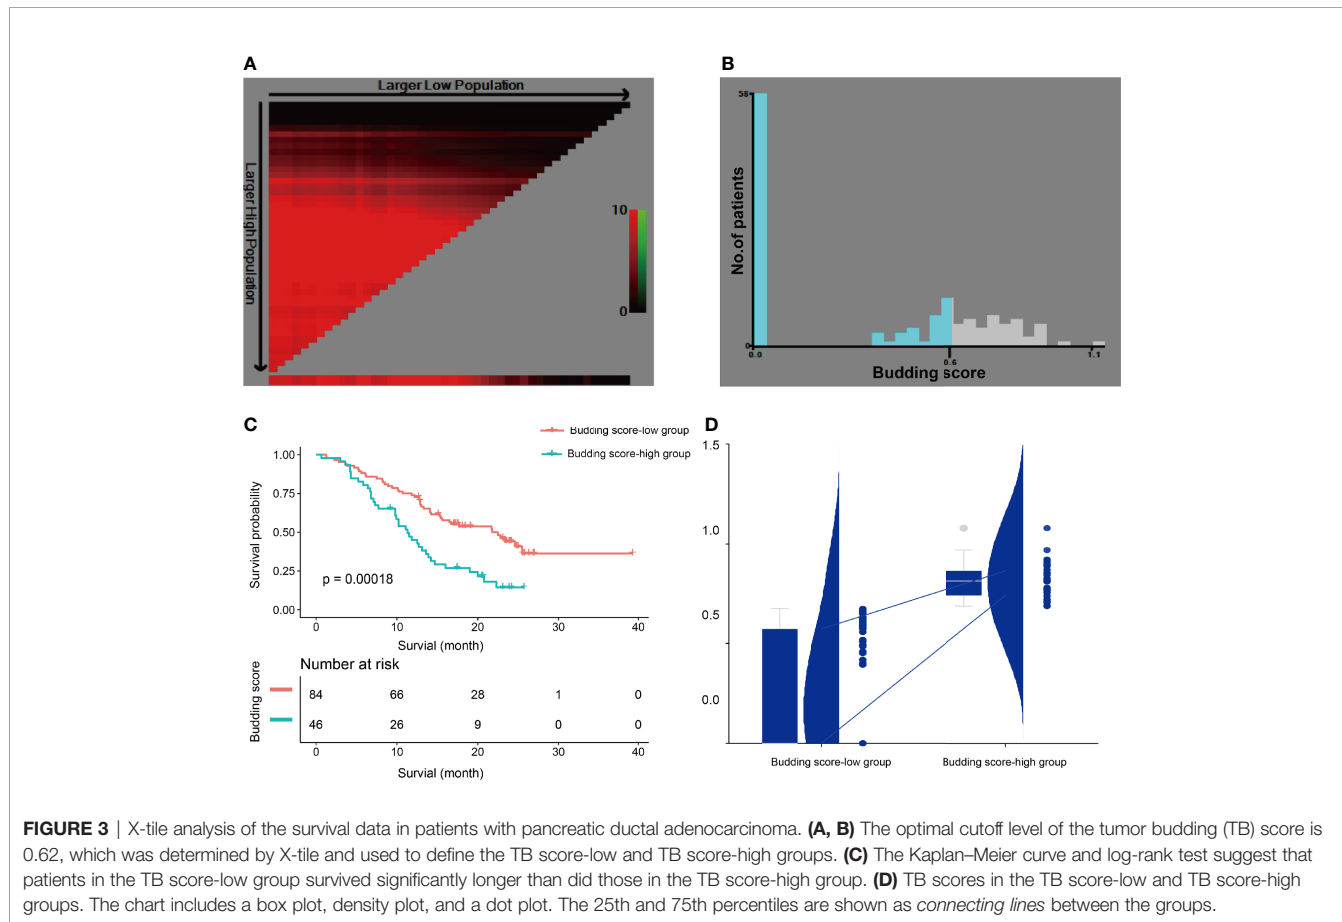 A
Larger Low Population
Larger High Population
10
0
B
58
No.of patients
0
0.0
0.6
1.1
Budding score
C
Budding score-low group
Budding score-high group
1.00
0.75
0.50
0.25
0.00
Survival probability
p = 0.00018
0
10
20
30
40
Survial (month)
Number at risk
Budding score
84
66
28
1
0
46
26
9
0
0
0
10
20
30
40
Survial (month)
D
1.5
1.0
0.5
0.0
Budding score-low group
Budding score-high group
FIGURE 3 | X-tile analysis of the survival data in patients with pancreatic ductal adenocarcinoma. (A, B) The optimal cutoff level of the tumor budding (TB) score is
0.62, which was determined by X-tile and used to define the TB score-low and TB score-high groups. (C) The Kaplan–Meier curve and log-rank test suggest that
patients in the TB score-low group survived significantly longer than did those in the TB score-high group. (D) TB scores in the TB score-low and TB score-high
groups. The chart includes a box plot, density plot, and a dot plot. The 25th and 75th percentiles are shown as connecting lines between the groups.